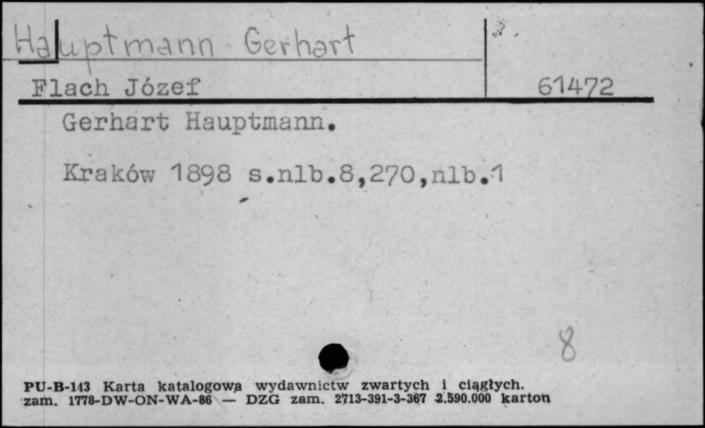 Hauptmann Gerhart
Flach Józef 61472
Gerhart Hauptmann.
Kraków 1898 s.nlb.8,270,nlb.1
8
PU-B-143 Karta katalogowa wydawnictw zwartych i ciągłych.
zam. 1778-DW-ON-WA-86 — DZG zam. 2713-391-3-367 2.590.000 karton